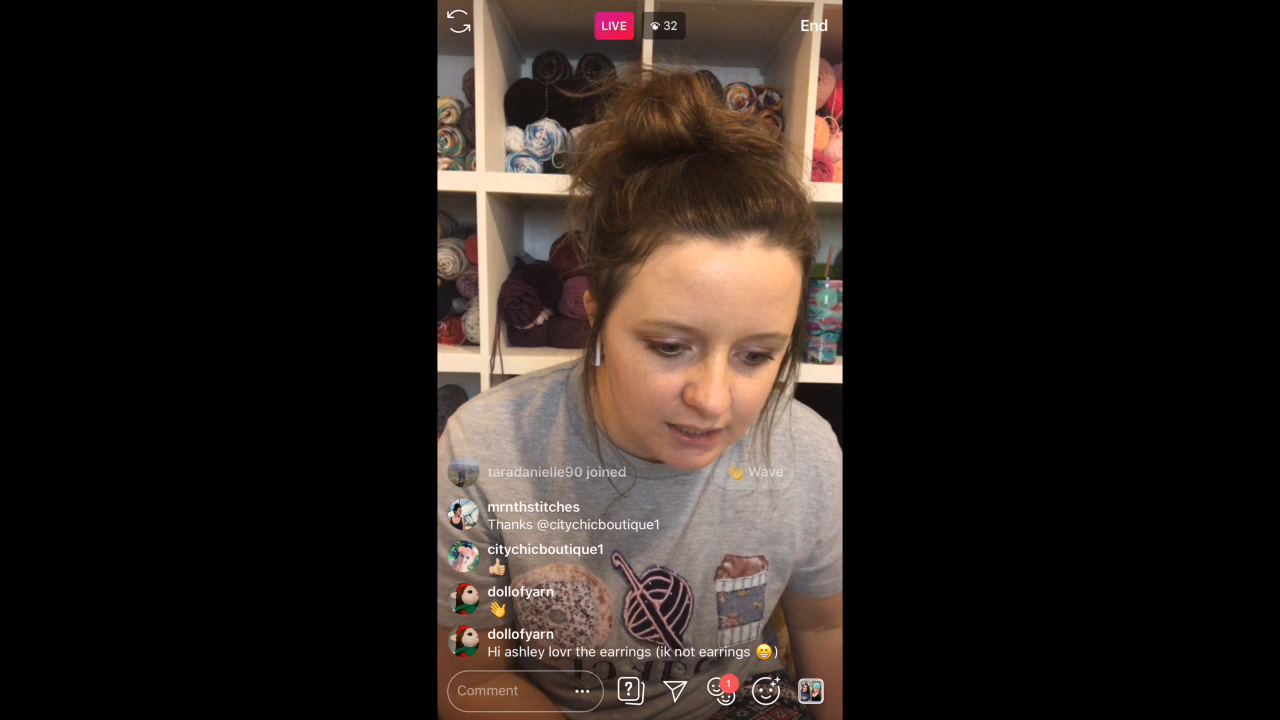 LIVE
32
End
taradanielle90 joined
Wave
mrnthstitches
Thanks @citychicboutique1
citychicboutique1
👍🏼
dollofyarn
👋
dollofyarn
Hi ashley lovr the earrings (ik not earrings 😁)
Comment
?
1